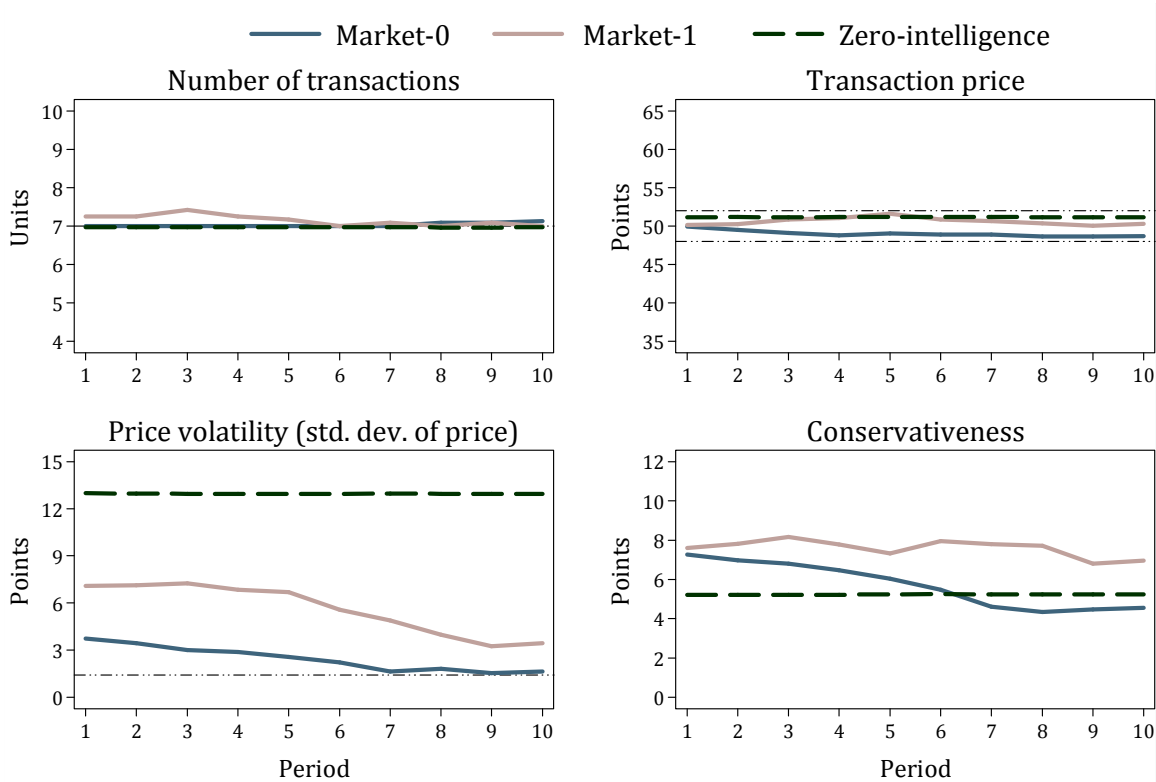 Market-0 Market-1 Zero-intelligence
Number of transactions
10
9
8
7
6
5
4
Units
1 2 3 4 5 6 7 8 9 10
Transaction price
65
60
55
50
45
40
35
Points
1 2 3 4 5 6 7 8 9 10
Price volatility (std. dev. of price)
15
12
9
6
3
0
Points
1 2 3 4 5 6 7 8 9 10
Period
Conservativeness
12
10
8
6
4
2
0
Points
1 2 3 4 5 6 7 8 9 10
Period